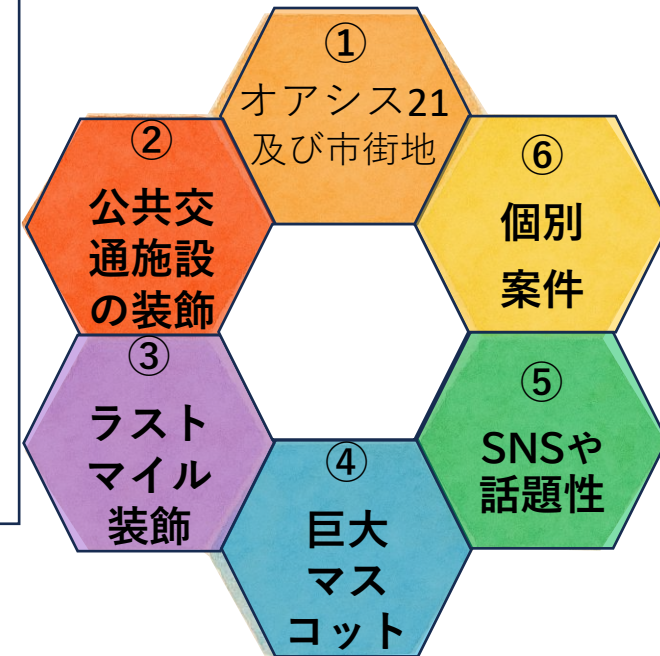 ①
オアシス21
及び市街地
②
公共交
通施設
の装飾
③
ラスト
マイル
装飾
④
巨大
マス
コット
⑤
SNSや
話題性
⑥
個別
案件